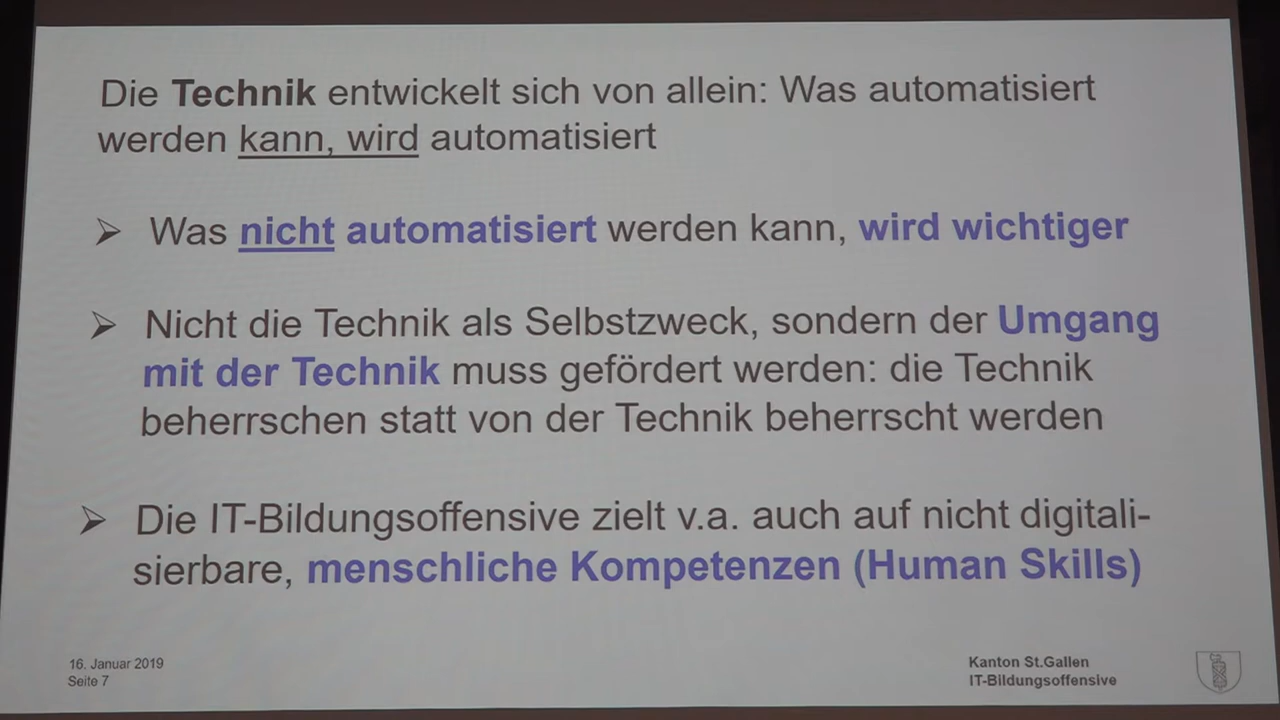 Die Technik entwickelt sich von allein: Was automatisiert
werden kann, wird automatisiert
➢ Was nicht automatisiert werden kann, wird wichtiger
➢ Nicht die Technik als Selbstzweck, sondern der Umgang
mit der Technik muss gefördert werden: die Technik
beherrschen statt von der Technik beherrscht werden
➢ Die IT-Bildungsoffensive zielt v.a. auch auf nicht digitali-
sierbare, menschliche Kompetenzen (Human Skills)
16. Januar 2019
Seite 7
Kanton St.Gallen
IT-Bildungsoffensive